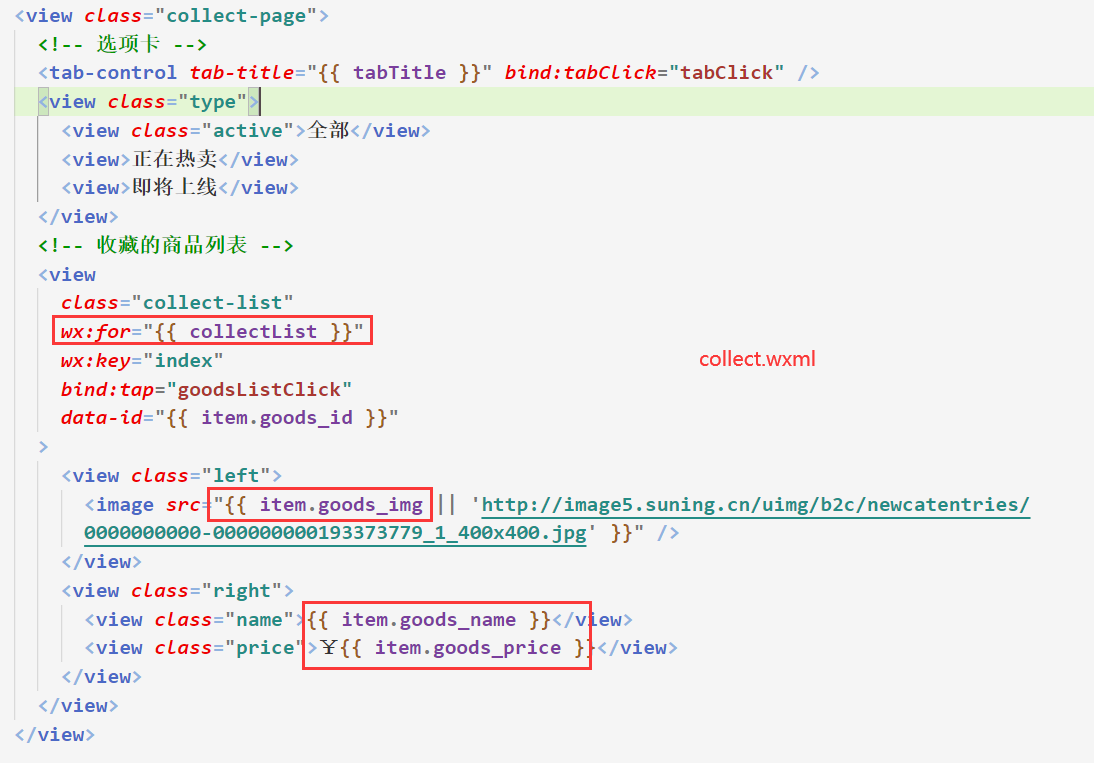 <view class="collect-page">
<!-- 选项卡 -->
<tab-control tab-title="{{ tabTitle }}" bind:tabClick="tabClick" />
<view class="type">
<view class="active">全部</view>
<view>正在热卖</view>
<view>即将上线</view>
</view>
<!-- 收藏的商品列表 -->
<view
class="collect-list"
wx:for="{{ collectList }}"
wx:key="index"
collect.wxml
bind:tap="goodsListClick"
data-id="{{ item.goods_id }}"
>
<view class="left">
<image src="{{ item.goods_img || 'http://image5.suning.cn/uimg/b2c/newcatentries/
0000000000-000000000193373779_1_400x400.jpg' }}" />
</view>
<view class="right">
<view class="name">{{ item.goods_name }}</view>
<view class="price">¥{{ item.goods_price }}</view>
</view>
</view>
</view>